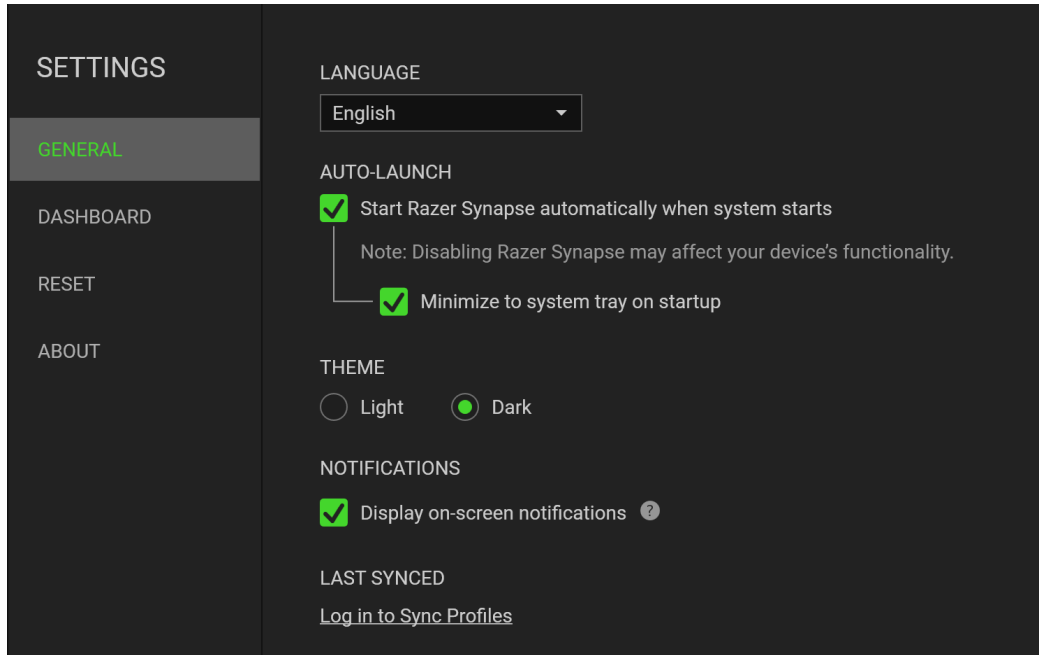 SETTINGS
GENERAL
DASHBOARD
RESET
ABOUT
LANGUAGE
English
AUTO-LAUNCH
Start Razer Synapse automatically when system starts
Note: Disabling Razer Synapse may affect your device’s functionality.
Minimize to system tray on startup
THEME
Light Dark
NOTIFICATIONS
Display on-screen notifications ?
LAST SYNCED
Log in to Sync Profiles